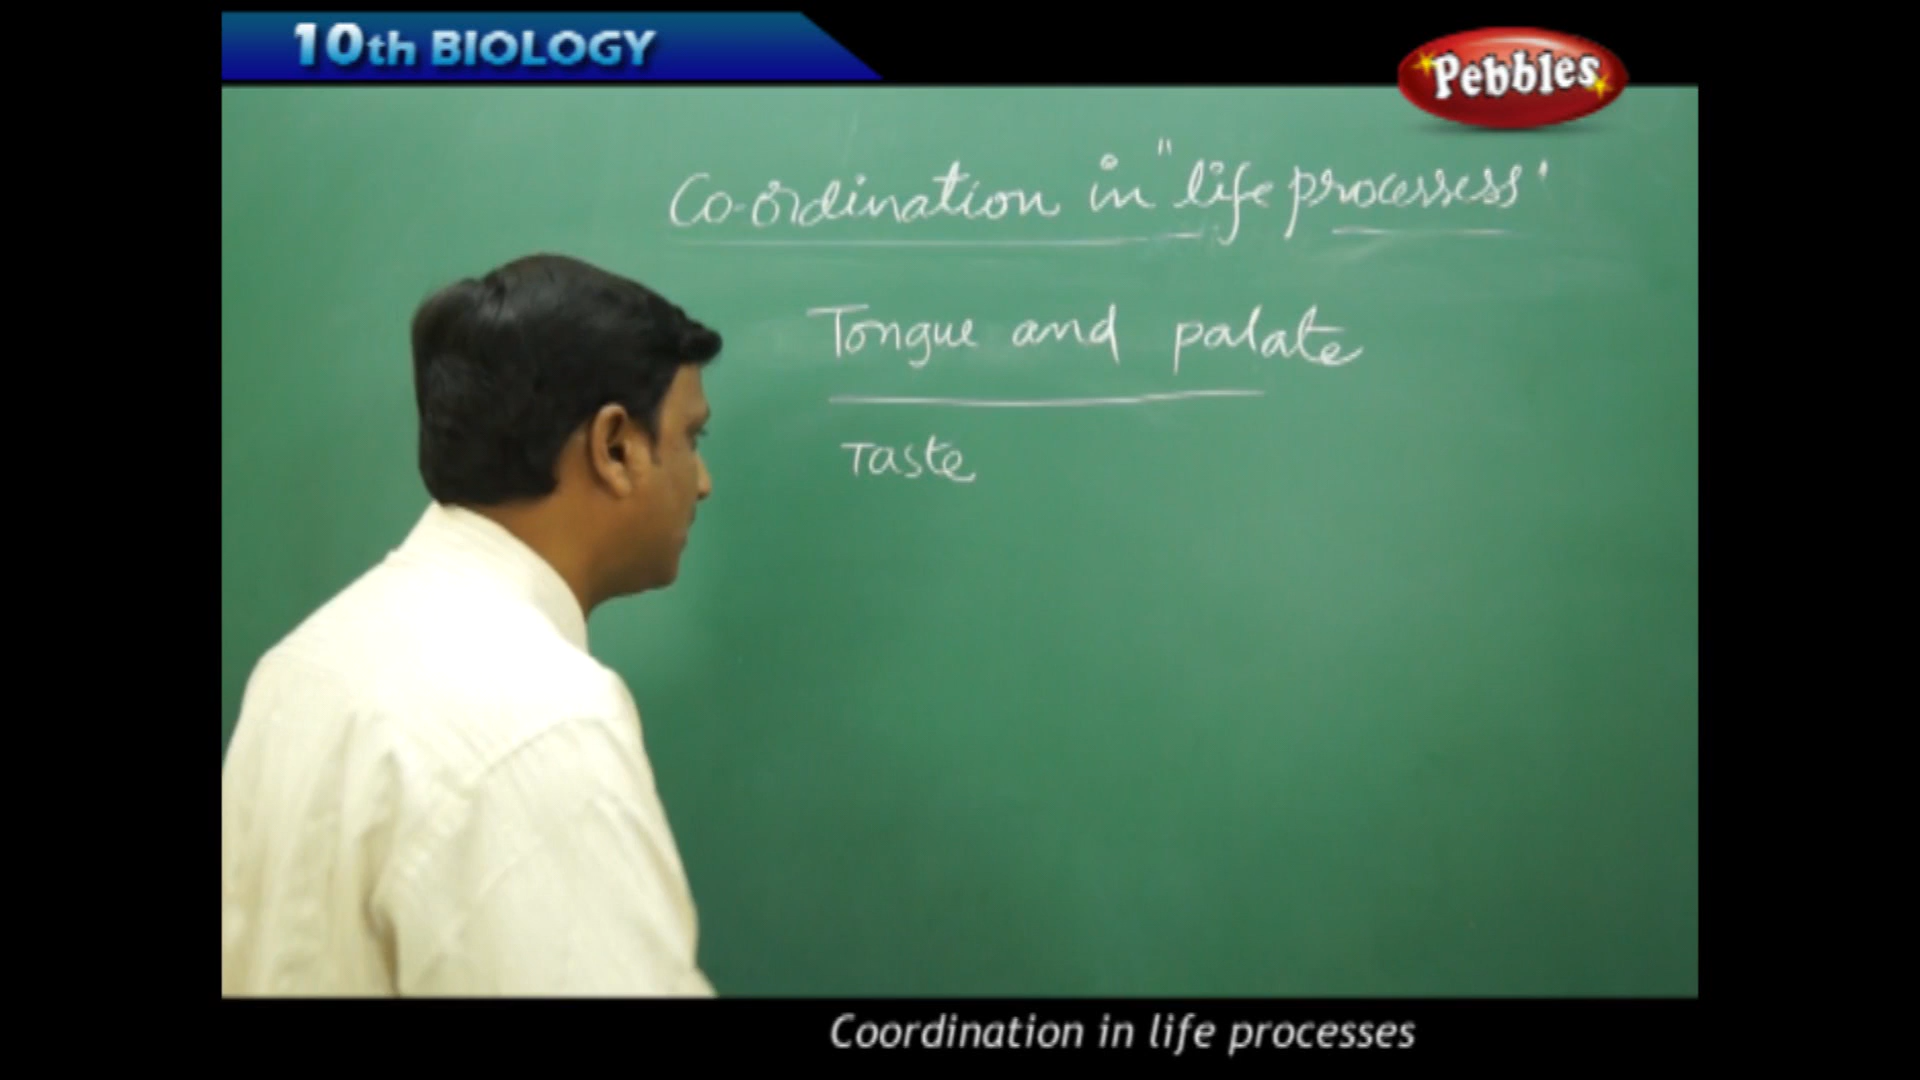 10th BIOLOGY
Pebbles
Co-ordination in "life processess'
Tongue and palate
Taste
Coordination in life processes